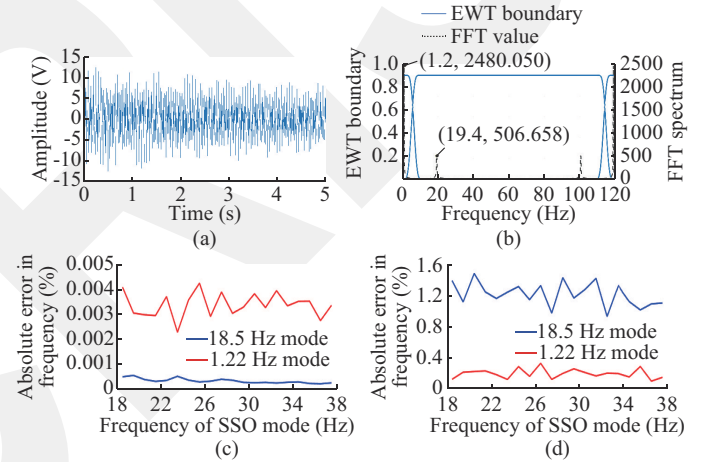 EWT boundary
FFT value
Amplitude (V)
15
10
5
0
-5
-10
-15
0 1 2 3 4 5
Time (s)
(a)
EWT boundary
1.0
0.8
0.6
0.4
0.2
(1.2, 2480.050)
(19.4, 506.658)
2500
2000
1500
1000
500
0
FFT spectrum
0 20 40 60 80 100 120
Frequency (Hz)
(b)
Absolute error in
frequency (%)
0.005
0.004
0.003
0.002
0.001
0
18.5 Hz mode
1.22 Hz mode
18 22 26 30 34 38
Frequency of SSO mode (Hz)
(c)
Absolute error in
frequency (%)
1.6
1.2
0.8
0.4
0
18.5 Hz mode
1.22 Hz mode
18 22 26 30 34 38
Frequency of SSO mode (Hz)
(d)